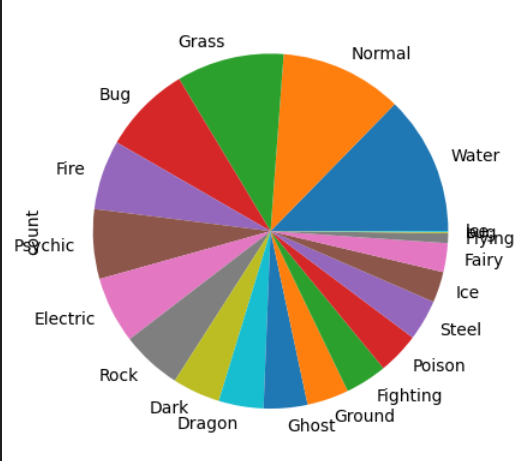 Grass
Normal
Bug
Water
Fire
Flying
count
Psychic
Fairy
Ice
Electric
Steel
Poison
Rock
Fighting
Dark
Ground
Dragon
Ghost